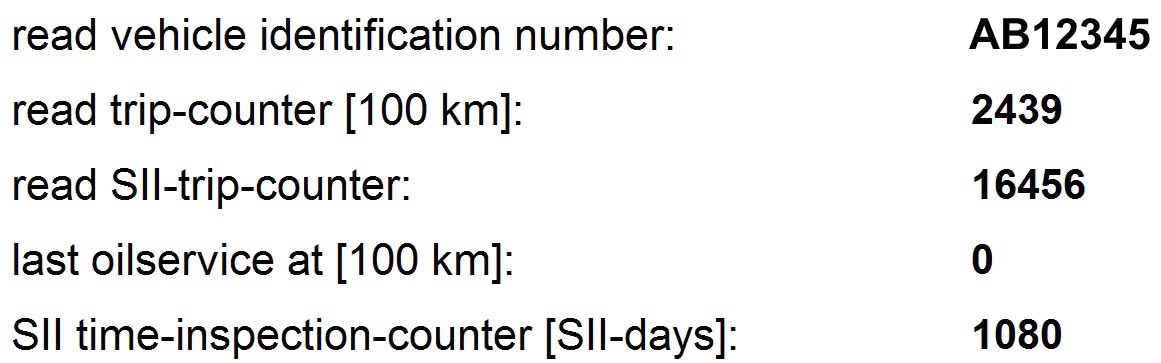 read vehicle identification number: AB12345
read trip-counter [100 km]: 2439
read SII-trip-counter: 16456
last oilservice at [100 km]: 0
SII time-inspection-counter [SII-days]: 1080